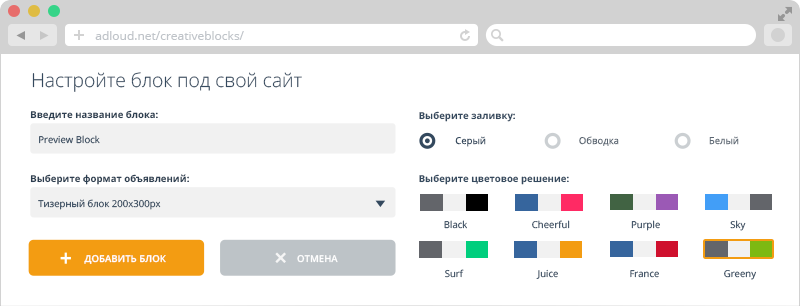 adloud.net/creativeblocks/
Настройте блок под свой сайт
Введите название блока:
Preview Block
Выберите формат объявлений:
Тизерный блок 200x300px
ДОБАВИТЬ БЛОК
ОТМЕНА
Выберите заливку:
Серый
Обводка
Белый
Выберите цветовое решение:
Black
Cheerful
Purple
Sky
Surf
Juice
France
Greeny